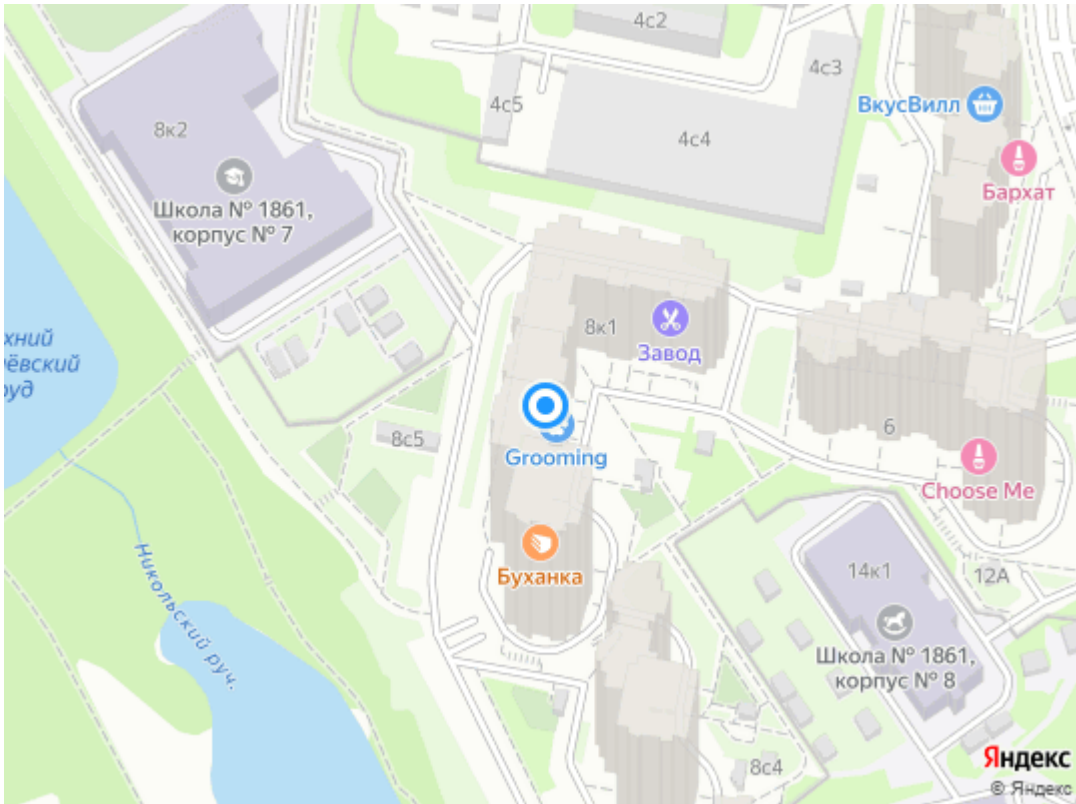 4с2
4с3
4с5
ВкусВилл
8к2
4с4
Школа № 1861,
корпус № 7
Бархат
8к1
Завод
6
8с5
Grooming
Choose Me
Буханка
Никольский руч.
14к1
12А
Школа № 1861,
корпус № 8
8с4
Яндекс
© Яндекс